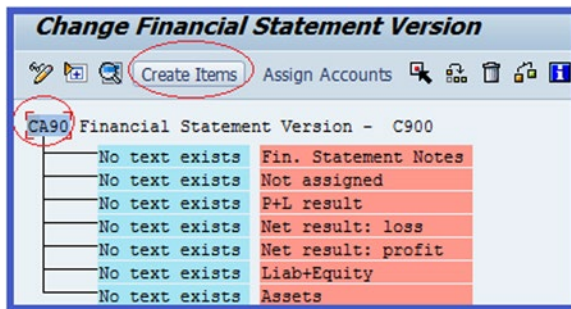 Change Financial Statement Version
Create Items Assign Accounts
CA90 Financial Statement Version - C900
No text exists Fin. Statement Notes
No text exists Not assigned
No text exists P+L result
No text exists Net result: loss
No text exists Net result: profit
No text exists Liab+Equity
No text exists Assets